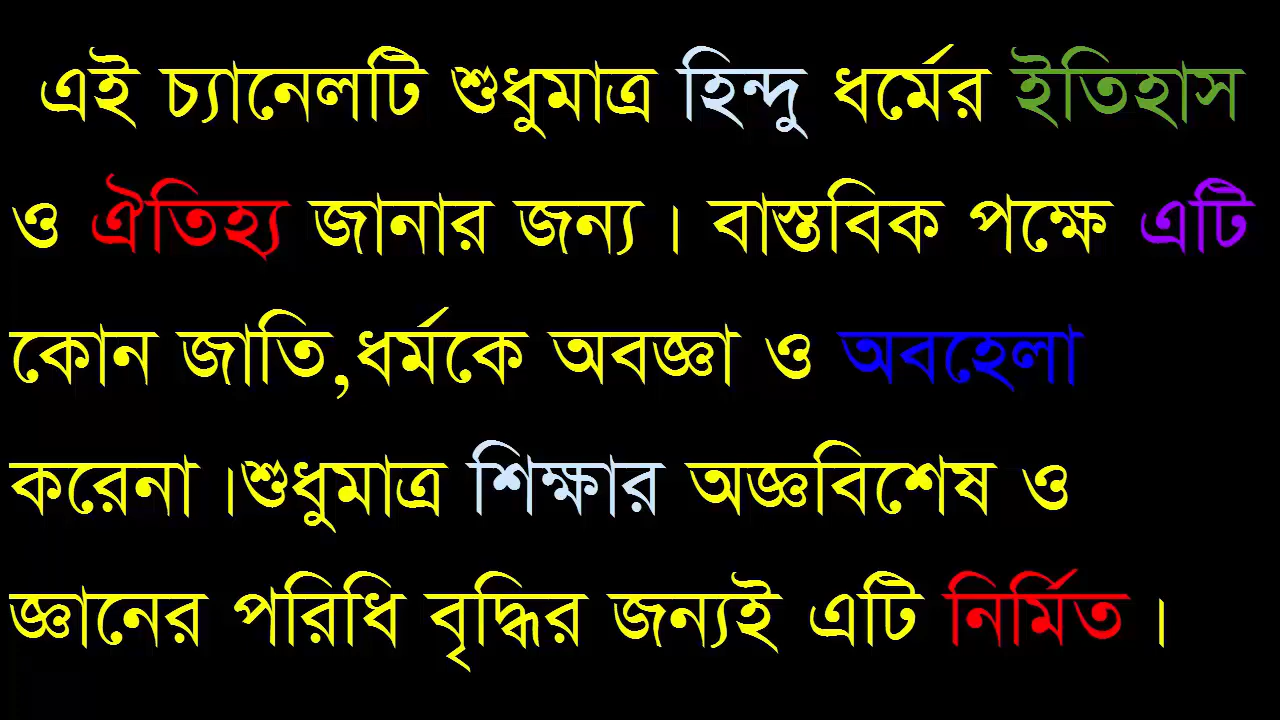 এই চ্যানেলটি শুধুমাত্র হিন্দু ধর্মের ইতিহাস
ও ঐতিহ্য জানার জন্য । বাস্তবিক পক্ষে এটি
কোন জাতি,ধর্মকে অবজ্ঞা ও অবহেলা
করেনা ।শুধুমাত্র শিক্ষার অজ্ঞবিশেষ ও
জ্ঞানের পরিধি বৃদ্ধির জন্যই এটি নির্মিত ।